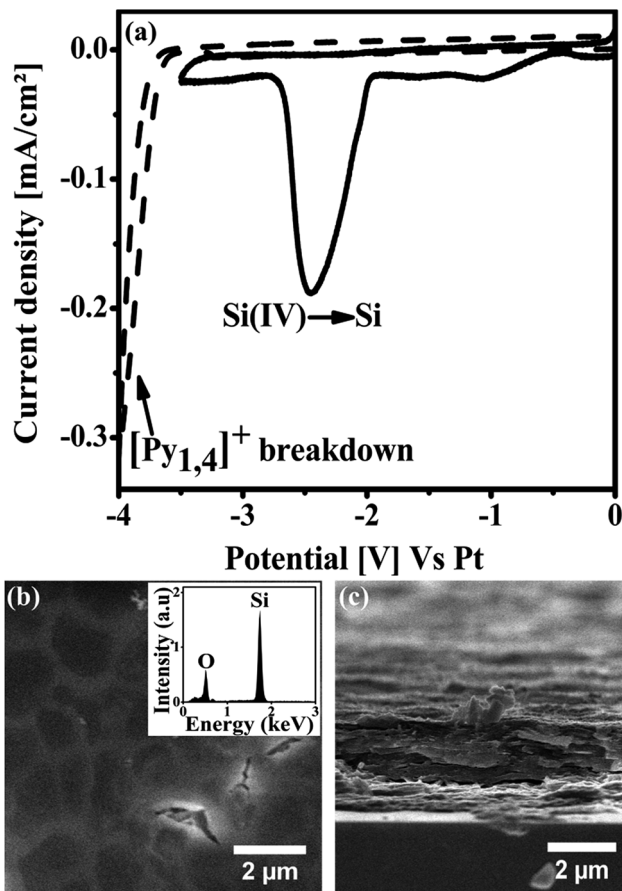 (a)
0.0
-0.1
-0.2
-0.3
Current density [mA/cm²]
Si(IV)→Si
[Py1,4]+ breakdown
-4 -3 -2 -1 0
Potential [V] Vs Pt
(b)
Intensity (a.u)
2
1
0
Si
O
0 1 2 3
Energy (keV)
2 µm
(c)
2 µm